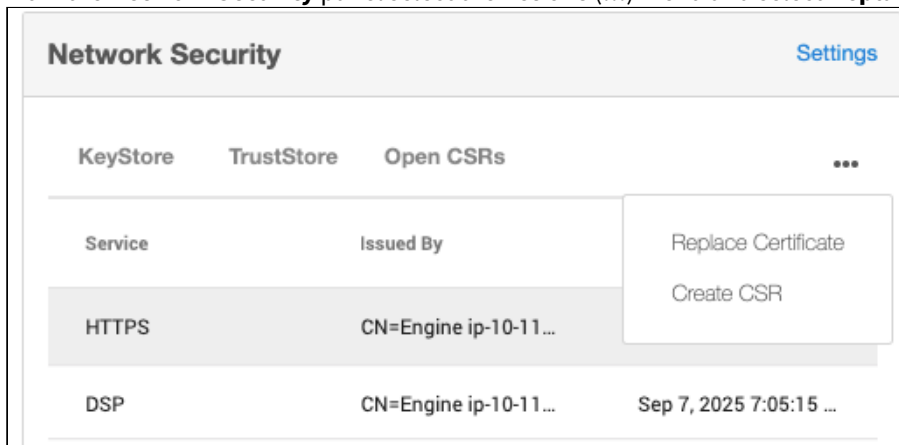 Network Security
Settings
KeyStore TrustStore Open CSRs
•••
Service Issued By
Replace Certificate
Create CSR
HTTPS CN=Engine ip-10-11...
DSP CN=Engine ip-10-11... Sep 7, 2025 7:05:15 ...